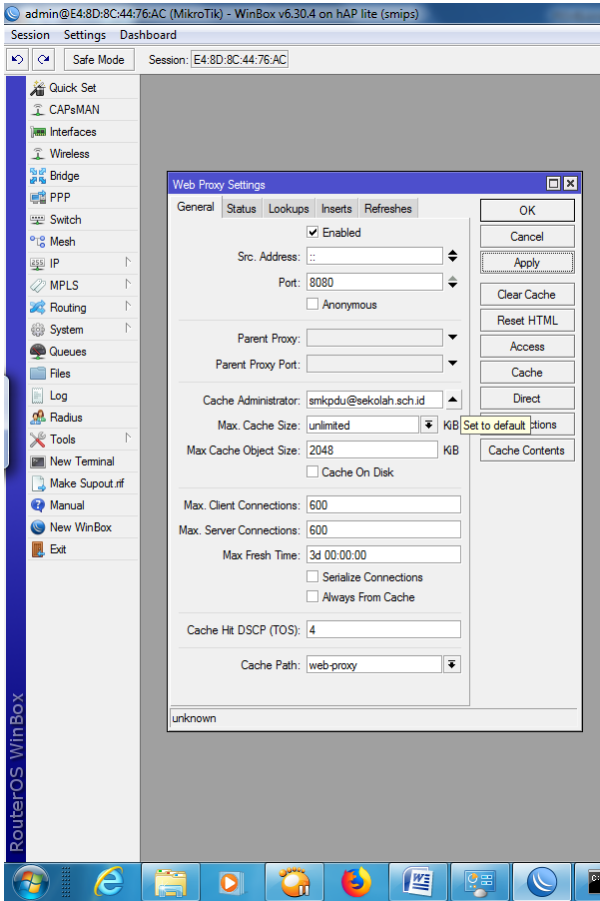 admin@E4:8D:8C:44:76:AC (MikroTik) - WinBox v6.30.4 on hAP lite (smips)
Session Settings Dashboard
Safe Mode Session: E4:8D:8C:44:76:AC
Quick Set
CAPsMAN
Interfaces
Wireless
Bridge
PPP
Switch
Mesh
IP
MPLS
Routing
System
Queues
Files
Log
Radius
Tools
New Terminal
Make Supout.rif
Manual
New WinBox
Exit
RouterOS WinBox
Web Proxy Settings
General Status Lookups Inserts Refreshes
Enabled
Src. Address: ::
Port: 8080
Anonymous
Parent Proxy:
Parent Proxy Port:
Cache Administrator: smkpdu@sekolah.sch.id
Max. Cache Size: unlimited KiB
Max Cache Object Size: 2048 KiB
Cache On Disk
Max. Client Connections: 600
Max. Server Connections: 600
Max Fresh Time: 3d 00:00:00
Serialize Connections
Always From Cache
Cache Hit DSCP (TOS): 4
Cache Path: web-proxy
unknown
OK
Cancel
Apply
Clear Cache
Reset HTML
Access
Cache
Direct
Set to default
Cache Contents